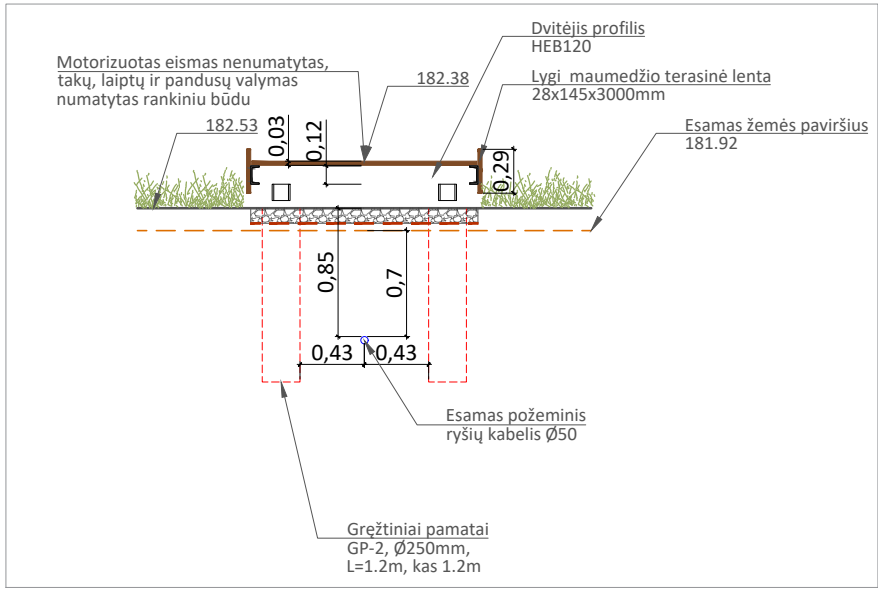 Dvitėjis profilis
HEB120
Motorizuotas eismas nenumatytas,
takų, laiptų ir pandusų valymas
numatytas rankiniu būdu
182.38
Lygi maumedžio terasinė lenta
28x145x3000mm
182.53
Esamas žemės paviršius
181.92
0,03
0,12
0,29
0,85
0,7
0,43
0,43
Esamas požeminis
ryšių kabelis Ø50
Gręžtiniai pamatai
GP-2, Ø250mm,
L=1.2m, kas 1.2m